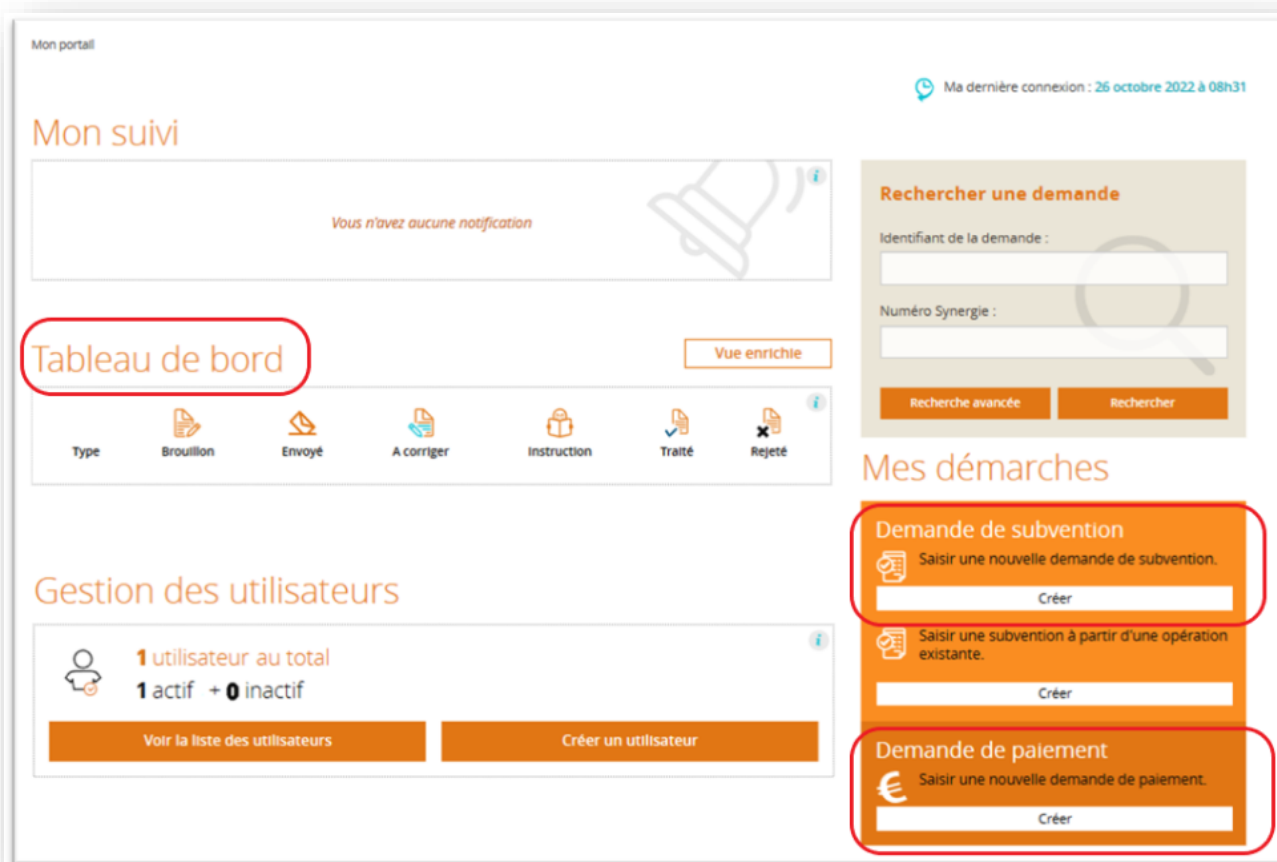 Mon portail
Ma dernière connexion : 26 octobre 2022 à 08h31
Mon suivi
Vous n'avez aucune notification
Tableau de bord
Vue enrichie
Type
Brouillon
Envoyé
A corriger
Instruction
Traité
Rejeté
Gestion des utilisateurs
1 utilisateur au total
1 actif + 0 inactif
Voir la liste des utilisateurs
Créer un utilisateur
Rechercher une demande
Identifiant de la demande :
Numéro Synergie :
Recherche avancée
Rechercher
Mes démarches
Demande de subvention
Saisir une nouvelle demande de subvention.
Créer
Saisir une subvention à partir d'une opération
existante.
Créer
Demande de paiement
€
Saisir une nouvelle demande de paiement.
Créer